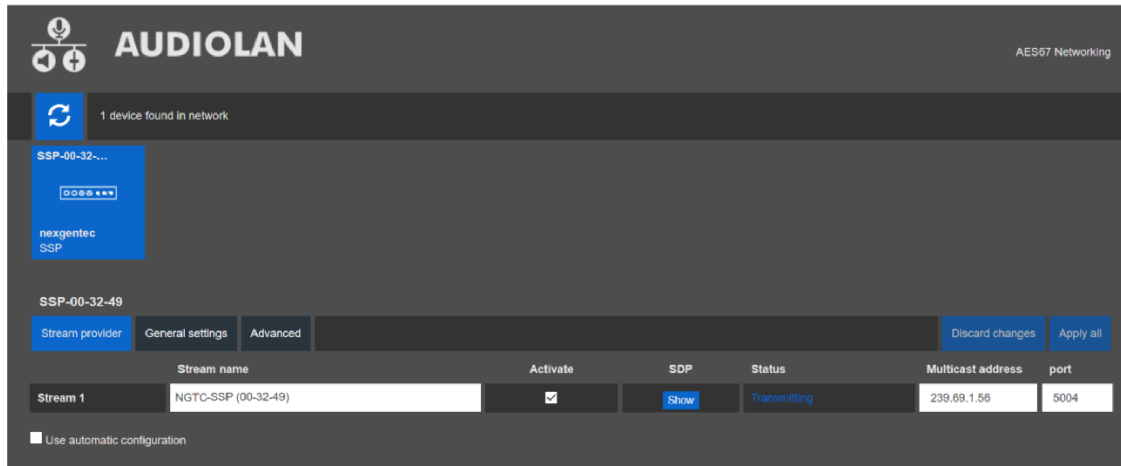 AUDIOLAN
AES67 Networking
1 device found in network
SSP-00-32-...
nexgentec
SSP
SSP-00-32-49
Stream provider General settings Advanced Discard changes Apply all
Stream name Activate SDP Status Multicast address port
Stream 1 NGTC-SSP (00-32-49) Show Transmitting 239.69.1.56 5004
Use automatic configuration